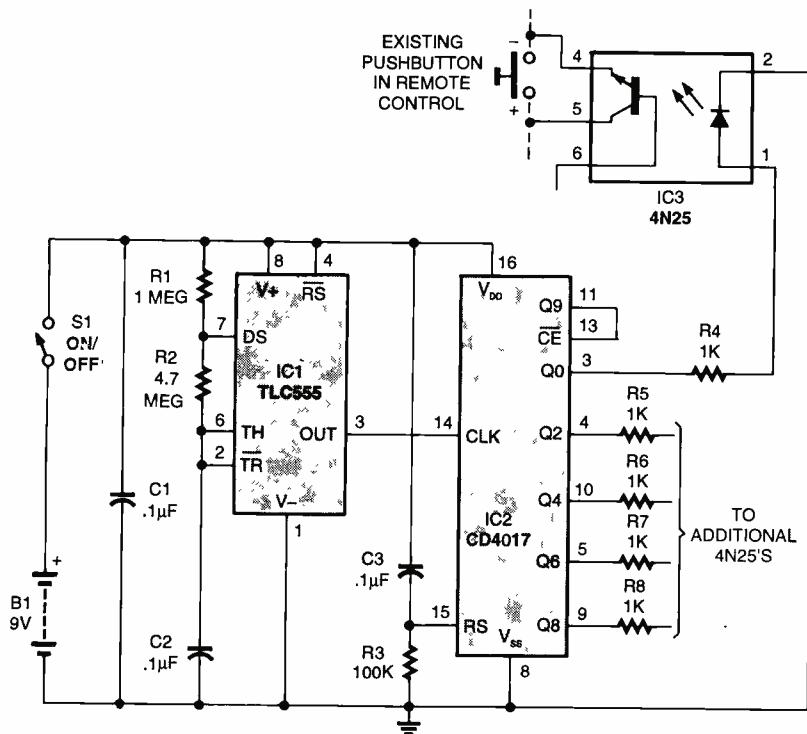 EXISTING
PUSHBUTTON
IN REMOTE
CONTROL
−
+
4
5
6
2
1
IC3
4N25
R1
1 MEG
R2
4.7
MEG
S1
ON/
OFF
8
4
V+
RS
7
DS
IC1
TLC555
6
TH
OUT
3
2
TR
V−
1
C1
.1µF
C2
.1µF
+
B1
9V
C3
.1µF
R3
100K
16
VDD
Q9
11
CE
13
Q0
3
14
CLK
Q2
4
IC2
CD4017
Q4
10
Q6
5
15
RS
Q8
9
VSS
8
R4
1K
R5
1K
R6
1K
R7
1K
R8
1K
TO
ADDITIONAL
4N25'S